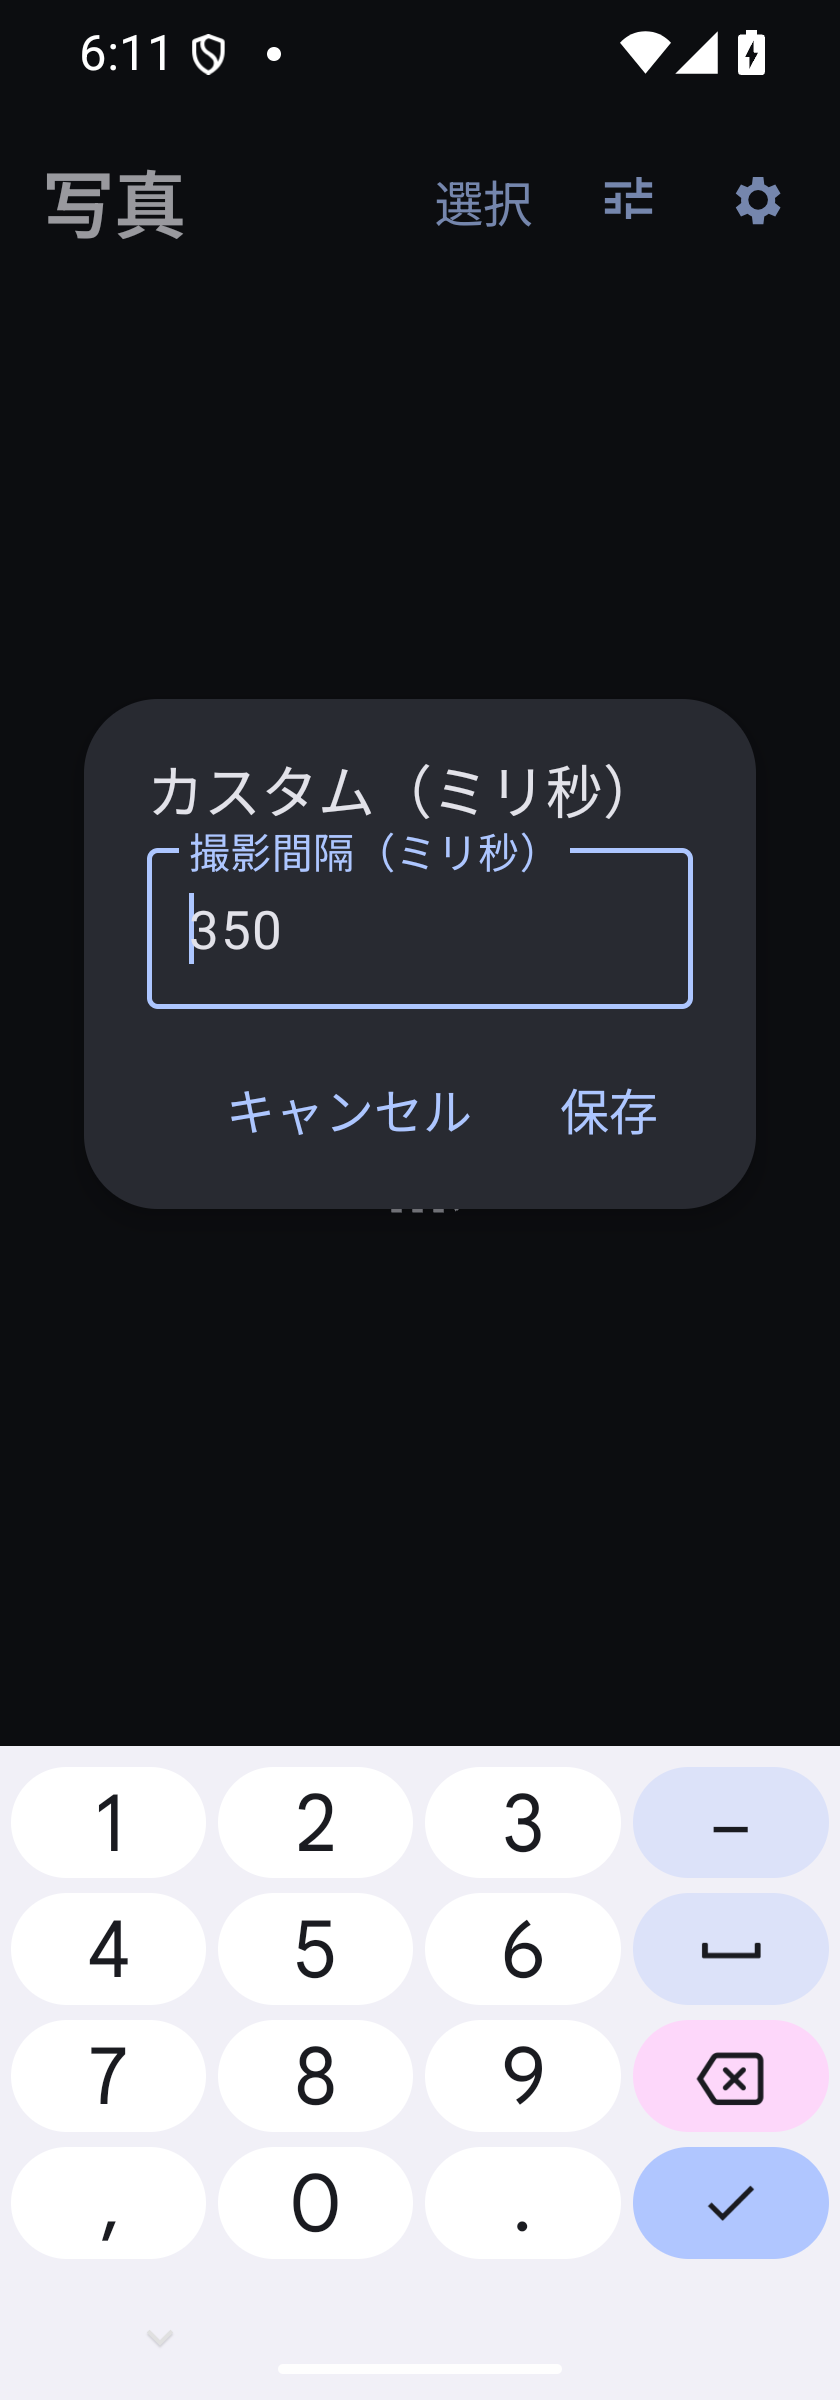 6:11
写真
選択
カスタム（ミリ秒）
撮影間隔（ミリ秒）
350
キャンセル
保存
1 2 3 –
4 5 6
7 8 9
, 0 .